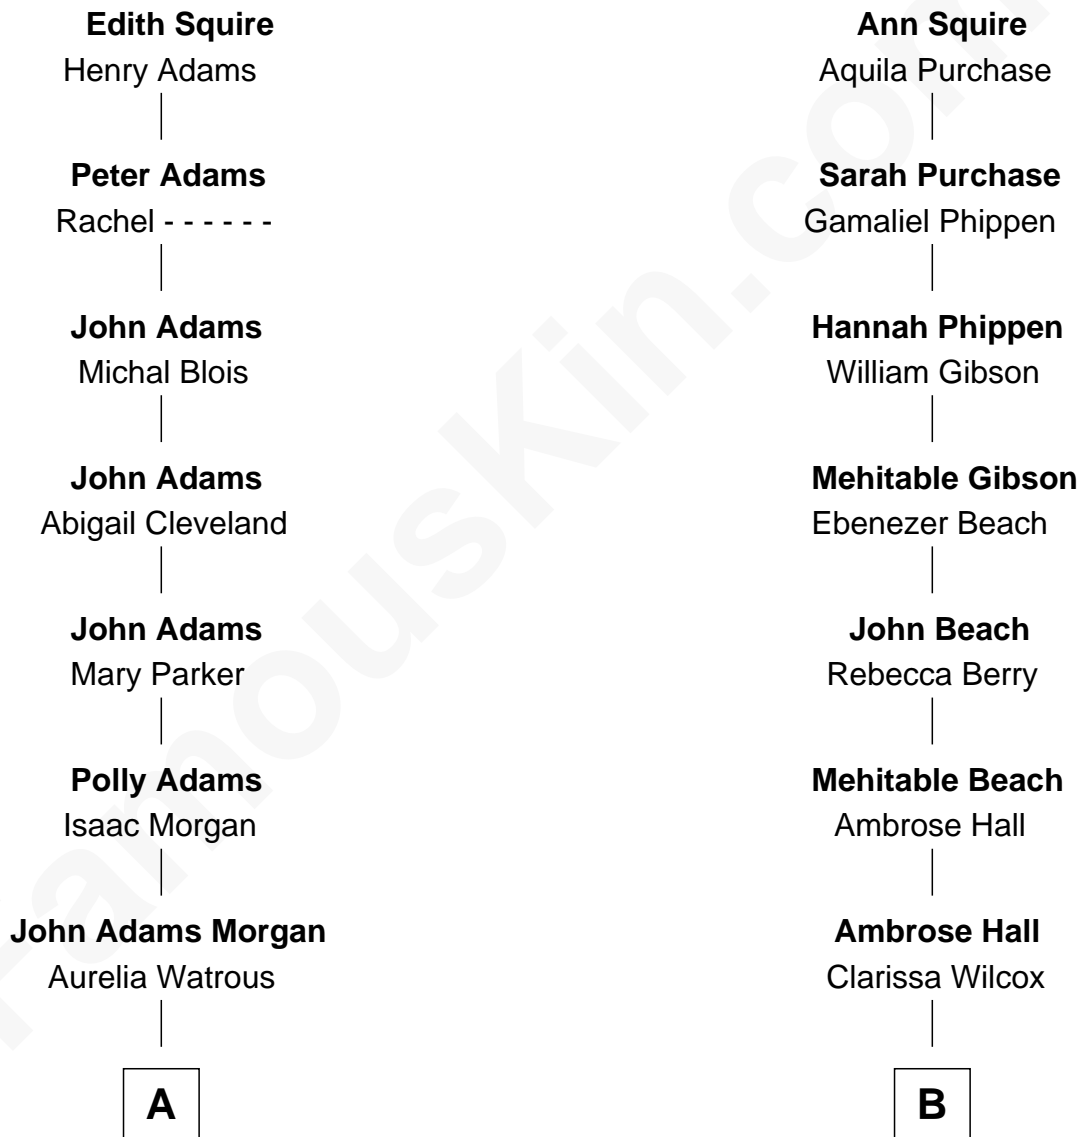 Edith Squire
Henry Adams
Peter Adams
Rachel - - - - - -
John Adams
Michal Blois
John Adams
Abigail Cleveland
John Adams
Mary Parker
Polly Adams
Isaac Morgan
John Adams Morgan
Aurelia Watrous
A
Ann Squire
Aquila Purchase
Sarah Purchase
Gamaliel Phippen
Hannah Phippen
William Gibson
Mehitable Gibson
Ebenezer Beach
John Beach
Rebecca Berry
Mehitable Beach
Ambrose Hall
Ambrose Hall
Clarissa Wilcox
B
FamousKin.com